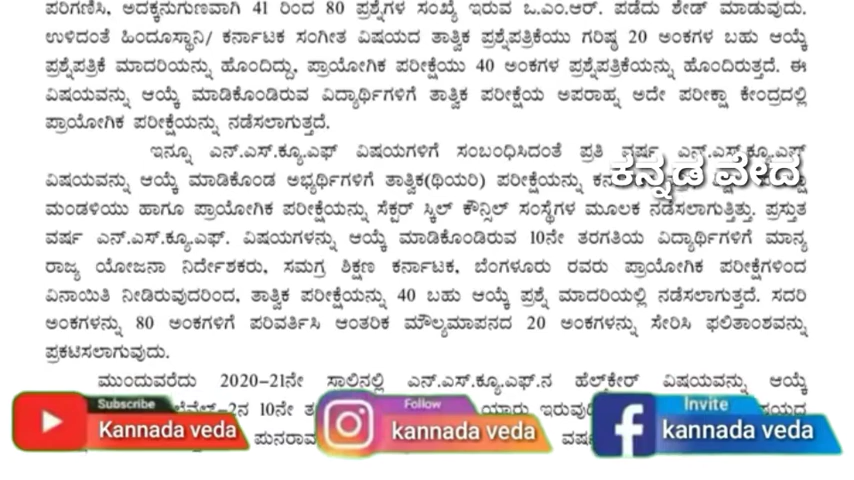 ಪರಿಗಣಿಸಿ, ಅದಕ್ಕನುಗುಣವಾಗಿ 41 ರಿಂದ 80 ಪ್ರಶ್ನೆಗಳ ಸಂಖ್ಯೆ ಇರುವ ಒ.ಎಂ.ಆರ್. ಪಡೆದು ಶೇಡ್ ಮಾಡುವುದು.
ಉಳಿದಂತೆ ಹಿಂದೂಸ್ಥಾನಿ/ ಕರ್ನಾಟಕ ಸಂಗೀತ ವಿಷಯದ ತಾತ್ವಿಕ ಪ್ರಶ್ನೆಪತ್ರಿಕೆಯು ಗರಿಷ್ಠ 20 ಅಂಕಗಳ ಬಹು ಆಯ್ಕೆ
ಪ್ರಶ್ನೆಪತ್ರಿಕೆ ಮಾದರಿಯನ್ನು ಹೊಂದಿದ್ದು, ಪ್ರಾಯೋಗಿಕ ಪರೀಕ್ಷೆಯು 40 ಅಂಕಗಳ ಪ್ರಶ್ನೆಪತ್ರಿಕೆಯನ್ನು ಹೊಂದಿರುತ್ತದೆ. ಈ
ವಿಷಯವನ್ನು ಆಯ್ಕೆ ಮಾಡಿಕೊಂಡಿರುವ ವಿದ್ಯಾರ್ಥಿಗಳಿಗೆ ತಾತ್ವಿಕ ಪರೀಕ್ಷೆಯ ಅಪರಾಹ್ನ ಅದೇ ಪರೀಕ್ಷಾ ಕೇಂದ್ರದಲ್ಲಿ
ಪ್ರಾಯೋಗಿಕ ಪರೀಕ್ಷೆಯನ್ನು ನಡೆಸಲಾಗುತ್ತದೆ.
ಇನ್ನೂ ಎನ್.ಎಸ್.ಕ್ಯೂ.ಎಫ್ ವಿಷಯಗಳಿಗೆ ಸಂಬಂಧಿಸಿದಂತೆ ಪ್ರತಿ ವರ್ಷ ಎನ್.ಎಸ್.ಕ್ಯೂ.ಎಫ್
ಕನ್ನಡ ವೇದ
ವಿಷಯವನ್ನು ಆಯ್ಕೆ ಮಾಡಿಕೊಂಡ ಅಭ್ಯರ್ಥಿಗಳಿಗೆ ತಾತ್ವಿಕ(ಥಿಯರಿ) ಪರೀಕ್ಷೆಯನ್ನು
ಮಂಡಳಿಯು ಹಾಗೂ ಪ್ರಾಯೋಗಿಕ ಪರೀಕ್ಷೆಯನ್ನು ಸೆಕ್ಟರ್ ಸ್ಕಿಲ್ ಕೌನ್ಸಿಲ್ ಸಂಸ್ಥೆಗಳ ಮೂಲಕ ನಡೆಸಲಾಗುತ್ತಿತ್ತು. ಪ್ರಸ್ತುತ
ವರ್ಷ ಎನ್.ಎಸ್.ಕ್ಯೂ.ಎಫ್. ವಿಷಯಗಳನ್ನು ಆಯ್ಕೆ ಮಾಡಿಕೊಂಡಿರುವ 10ನೇ ತರಗತಿಯ ವಿದ್ಯಾರ್ಥಿಗಳಿಗೆ ಮಾನ್ಯ
ರಾಜ್ಯ ಯೋಜನಾ ನಿರ್ದೇಶಕರು, ಸಮಗ್ರ ಶಿಕ್ಷಣ ಕರ್ನಾಟಕ, ಬೆಂಗಳೂರು ರವರು ಪ್ರಾಯೋಗಿಕ ಪರೀಕ್ಷೆಗಳಿಂದ
ವಿನಾಯಿತಿ ನೀಡಿರುವುದರಿಂದ, ತಾತ್ವಿಕ ಪರೀಕ್ಷೆಯನ್ನು 40 ಬಹು ಆಯ್ಕೆ ಪ್ರಶ್ನೆ ಮಾದರಿಯಲ್ಲಿ ನಡೆಸಲಾಗುತ್ತದೆ. ಸದರಿ
ಅಂಕಗಳನ್ನು 80 ಅಂಕಗಳಿಗೆ ಪರಿವರ್ತಿಸಿ ಆಂತರಿಕ ಮೌಲ್ಯಮಾಪನದ 20 ಅಂಕಗಳನ್ನು ಸೇರಿಸಿ ಫಲಿತಾಂಶವನ್ನು
ಪ್ರಕಟಿಸಲಾಗುವುದು.
ಮುಂದುವರೆದು 2020-21ನೇ ಸಾಲಿನಲ್ಲಿ ಎನ್.ಎಸ್.ಕ್ಯೂ.ಎಫ್.ನ ಹೆಲ್ತ್‌ಕೇರ್ ವಿಷಯವನ್ನು ಆಯ್ಕೆ
Subscribe
Kannada veda
Follow
kannada veda
Invite
kannada veda